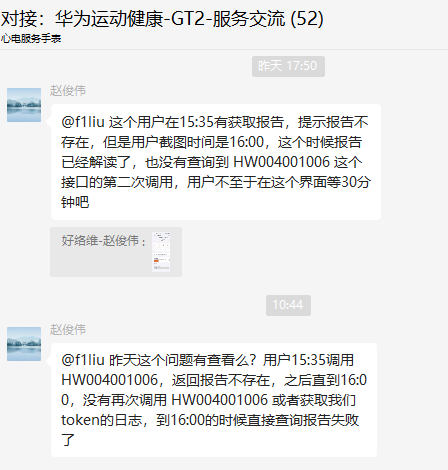 对接：华为运动健康-GT2-服务交流 (52)
心电服务手表
昨天 17:50
赵俊伟
@f1liu 这个用户在15:35有获取报告，提示报告不
存在，但是用户截图时间是16:00，这个时候报告
已经解读了，也没有查询到 HW004001006 这个
接口的第二次调用，用户不至于在这个界面等30分
钟吧
好络维-赵俊伟：
10:44
赵俊伟
@f1liu 昨天这个问题有查看么？用户15:35调用
HW004001006，返回报告不存在，之后直到16:0
0，没有再次调用 HW004001006 或者获取我们
token的日志，到16:00的时候直接查询报告失败
了